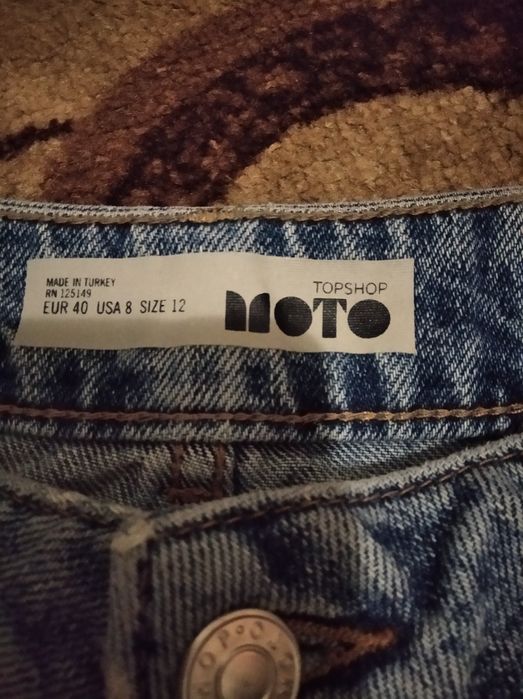 MADE IN TURKEY
RN 125149
EUR 40 USA 8 SIZE 12
TOPSHOP
MOTO